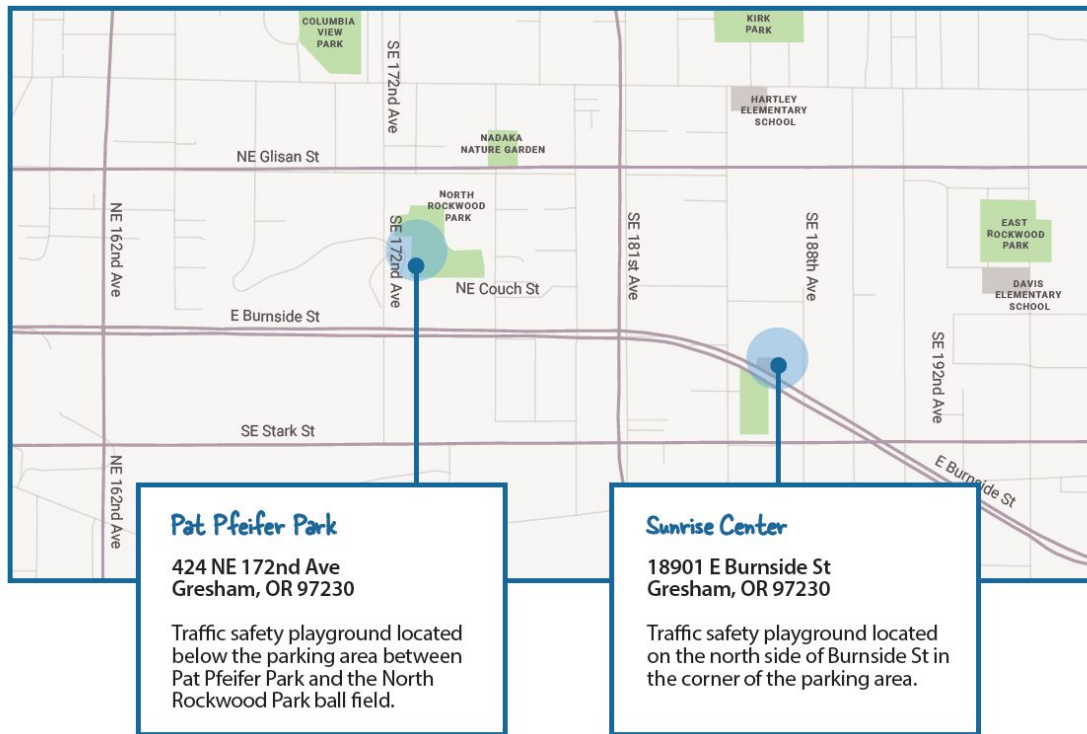 COLUMBIA
VIEW
PARK
SE 172nd Ave
KIRK
PARK
HARTLEY
ELEMENTARY
SCHOOL
NADAKA
NATURE GARDEN
NE Glisan St
NORTH
ROCKWOOD
PARK
NE 162nd Ave
SE 172nd Ave
SE 181st Ave
SE 188th Ave
EAST
ROCKWOOD
PARK
NE Couch St
DAVIS
ELEMENTARY
SCHOOL
E Burnside St
SE 192nd Ave
SE Stark St
NE 162nd Ave
E Burnside St
Pat Pfeifer Park
424 NE 172nd Ave
Gresham, OR 97230
Traffic safety playground located
below the parking area between
Pat Pfeifer Park and the North
Rockwood Park ball field.
Sunrise Center
18901 E Burnside St
Gresham, OR 97230
Traffic safety playground located
on the north side of Burnside St in
the corner of the parking area.